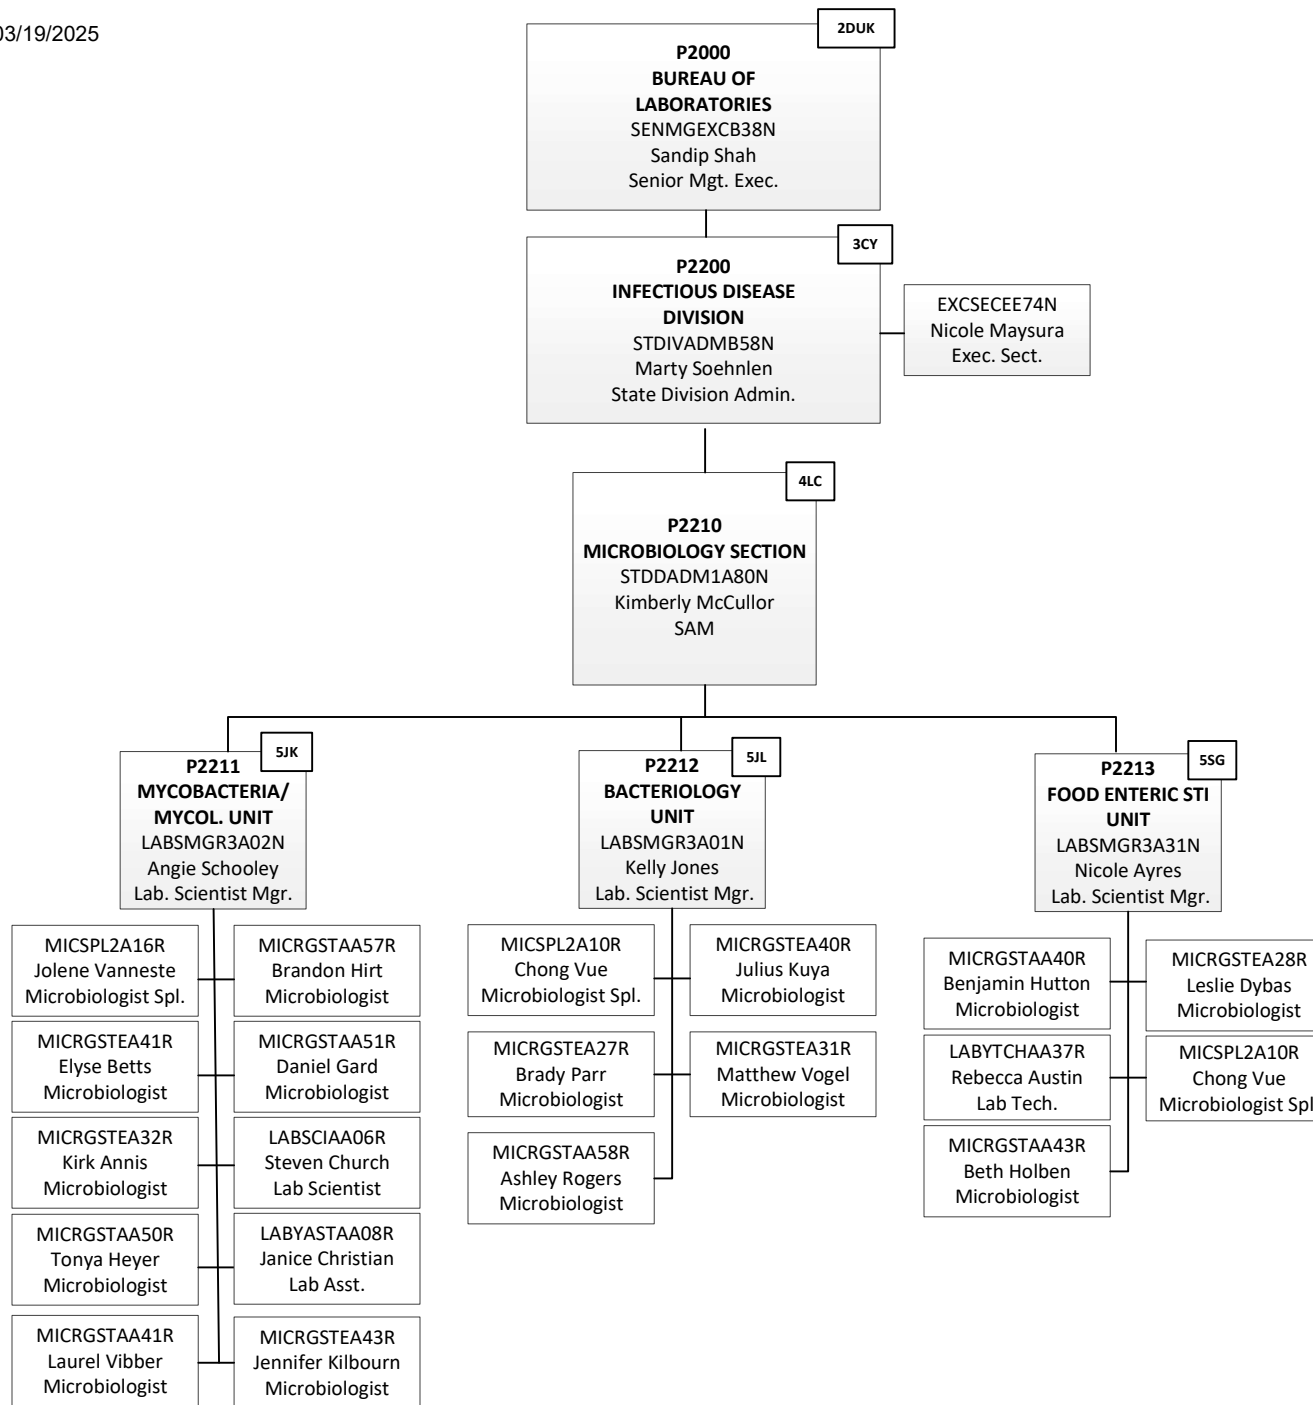 03/19/2025
2DUK
P2000
BUREAU OF
LABORATORIES
SENMGEXCB38N
Sandip Shah
Senior Mgt. Exec.
3CY
P2200
INFECTIOUS DISEASE
DIVISION
STDIVADMB58N
Marty Soehnlen
State Division Admin.
EXCSECEE74N
Nicole Maysura
Exec. Sect.
4LC
P2210
MICROBIOLOGY SECTION
STDDADM1A80N
Kimberly McCullor
SAM
5JK
P2211
MYCOBACTERIA/
MYCOL. UNIT
LABSMGR3A02N
Angie Schooley
Lab. Scientist Mgr.
5JL
P2212
BACTERIOLOGY
UNIT
LABSMGR3A01N
Kelly Jones
Lab. Scientist Mgr.
5SG
P2213
FOOD ENTERIC STI
UNIT
LABSMGR3A31N
Nicole Ayres
Lab. Scientist Mgr.
MICSPL2A16R
Jolene Vanneste
Microbiologist Spl.
MICRGSTAA57R
Brandon Hirt
Microbiologist
MICRGSTEA41R
Elyse Betts
Microbiologist
MICRGSTAA51R
Daniel Gard
Microbiologist
MICRGSTEA32R
Kirk Annis
Microbiologist
LABSCIAA06R
Steven Church
Lab Scientist
MICRGSTAA50R
Tonya Heyer
Microbiologist
LABYASTAA08R
Janice Christian
Lab Asst.
MICRGSTAA41R
Laurel Vibber
Microbiologist
MICRGSTEA43R
Jennifer Kilbourn
Microbiologist
MICSPL2A10R
Chong Vue
Microbiologist Spl.
MICRGSTEA40R
Julius Kuya
Microbiologist
MICRGSTEA27R
Brady Parr
Microbiologist
MICRGSTEA31R
Matthew Vogel
Microbiologist
MICRGSTAA58R
Ashley Rogers
Microbiologist
MICRGSTAA40R
Benjamin Hutton
Microbiologist
MICRGSTEA28R
Leslie Dybas
Microbiologist
LABYTCHAA37R
Rebecca Austin
Lab Tech.
MICSPL2A10R
Chong Vue
Microbiologist Spl
MICRGSTAA43R
Beth Holben
Microbiologist